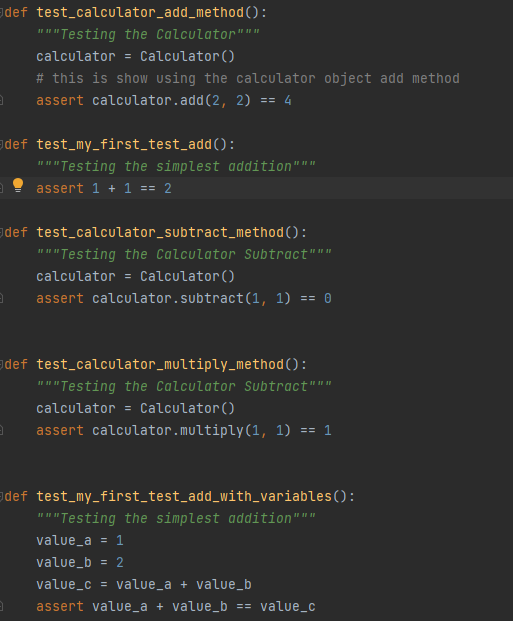 def test_calculator_add_method():
    """Testing the Calculator"""
    calculator = Calculator()
    # this is show using the calculator object add method
    assert calculator.add(2, 2) == 4
def test_my_first_test_add():
    """Testing the simplest addition"""
    assert 1 + 1 == 2
def test_calculator_subtract_method():
    """Testing the Calculator Subtract"""
    calculator = Calculator()
    assert calculator.subtract(1, 1) == 0
def test_calculator_multiply_method():
    """Testing the Calculator Subtract"""
    calculator = Calculator()
    assert calculator.multiply(1, 1) == 1
def test_my_first_test_add_with_variables():
    """Testing the simplest addition"""
    value_a = 1
    value_b = 2
    value_c = value_a + value_b
    assert value_a + value_b == value_c